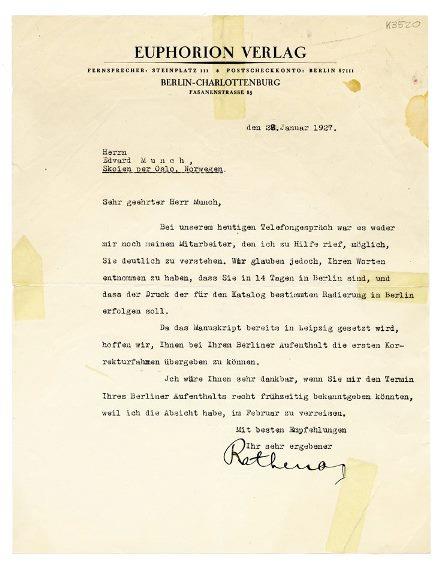 K3520
EUPHORION VERLAG
FERNSPRECHER: STEINPLATZ 111 ♦ POSTSCHECKKONTO: BERLIN 87111
BERLIN-CHARLOTTENBURG
FASANENSTRASSE 85
den 28.Januar 1927.
Herrn
Edvard Munch,
Skoien per Oslo. Norwegen.
Sehr geehrter Herr Munch,
Bei unserem heutigen Telefongespräch war es weder
mir noch meinem Mitarbeiter, den ich zu Hilfe rief, möglich,
Sie deutlich zu verstehen. Wir glauben jedoch, Ihren Worten
entnommen zu haben, dass Sie in 14 Tagen in Berlin sind, und
dass der Druck der für den Katalog bestimmten Radierung in Berlin
erfolgen soll.
Da das Manuskript bereits in Leipzig gesetzt wird,
hoffen wir, Ihnen bei Ihrem Berliner Aufenthalt die ersten Kor-
rekturfahnen übergeben zu können.
Ich wäre Ihnen sehr dankbar, wenn Sie mir den Termin
Ihres Berliner Aufenthalts recht frühzeitig bekanntgeben könnten,
weil ich die Absicht habe, im Februar zu verreisen.
Mit besten Empfehlungen
Ihr sehr ergebener